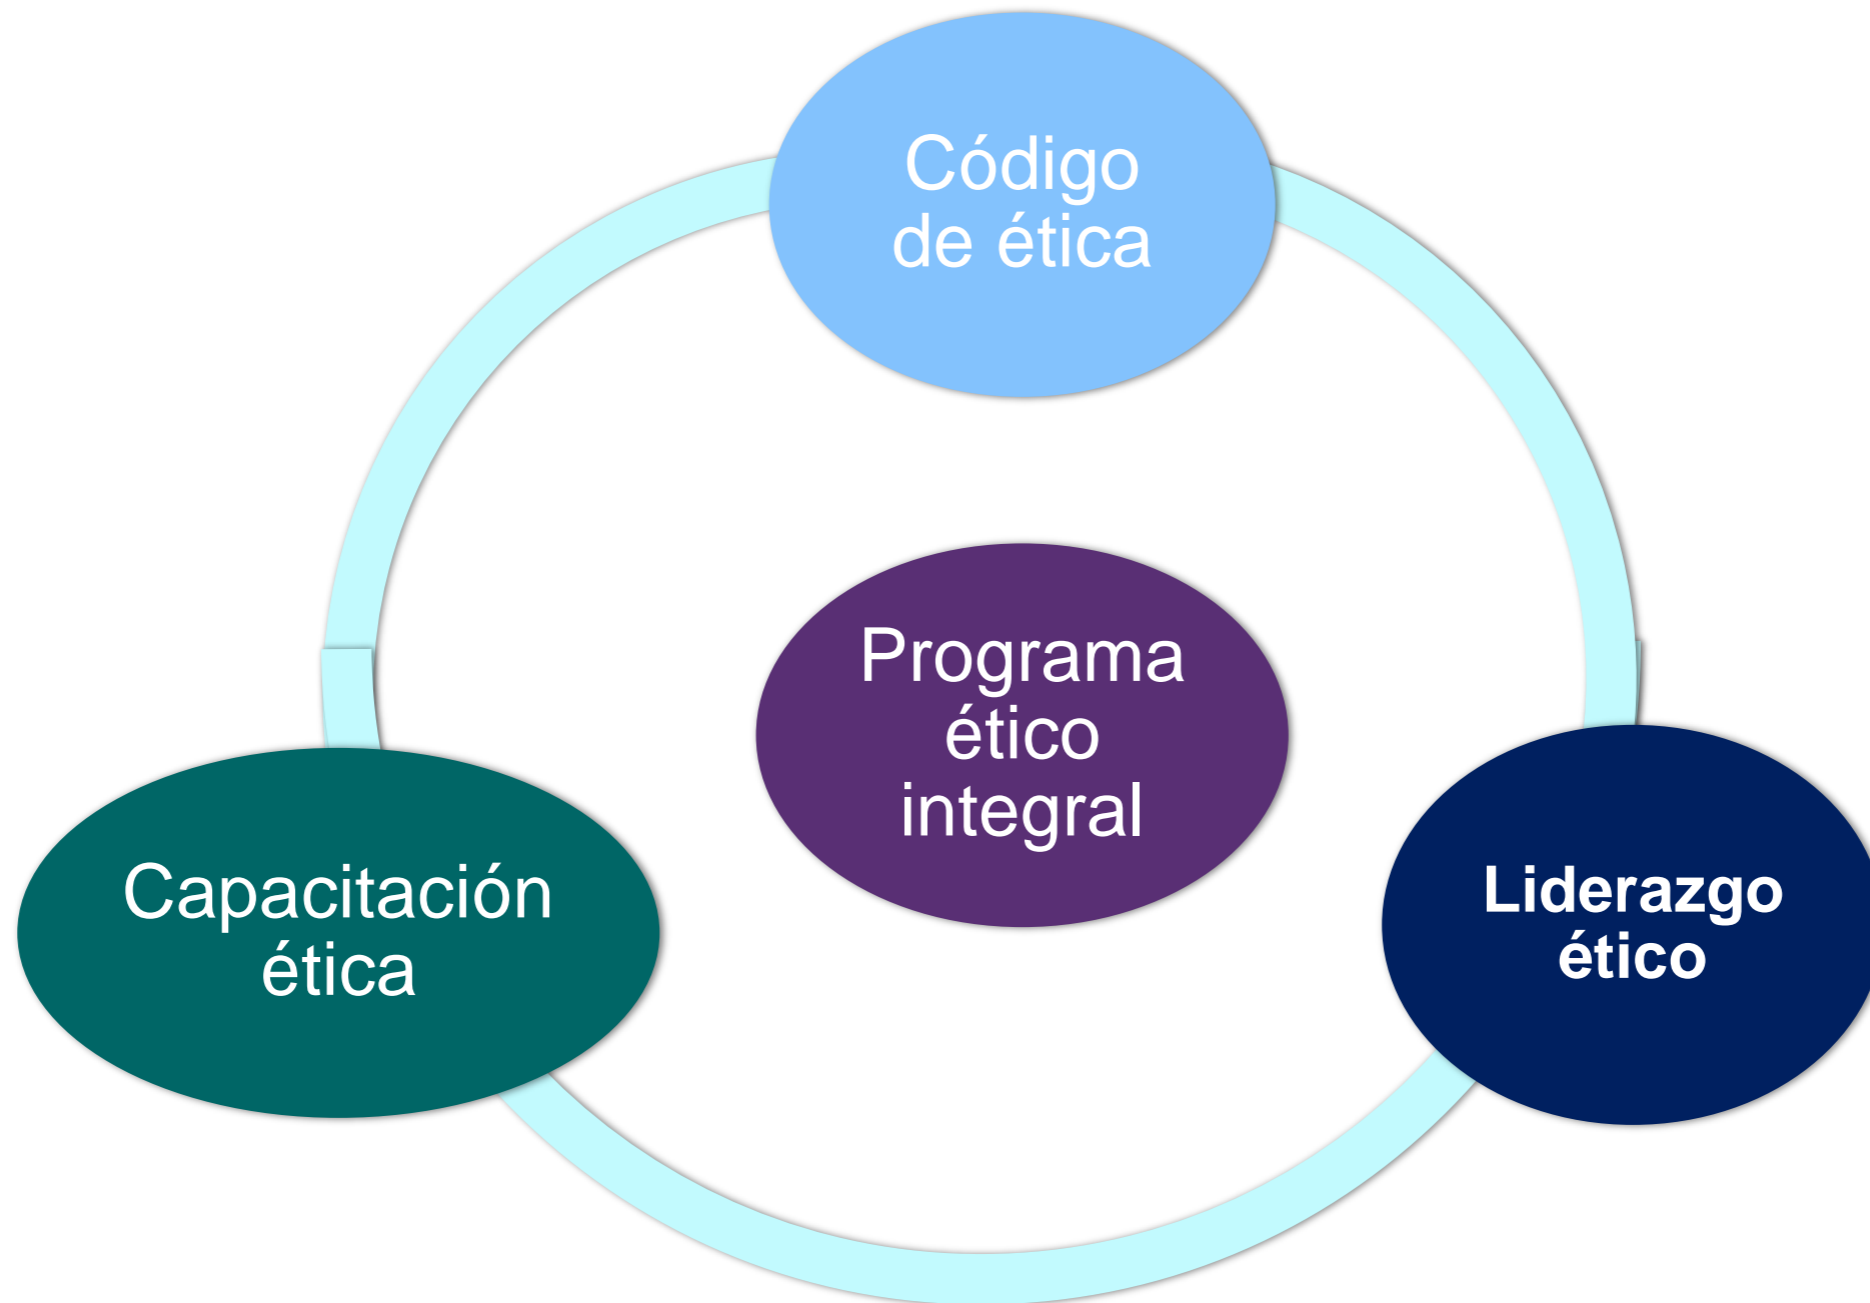 Código
de ética
Programa
ético
integral
Capacitación
ética
Liderazgo
ético